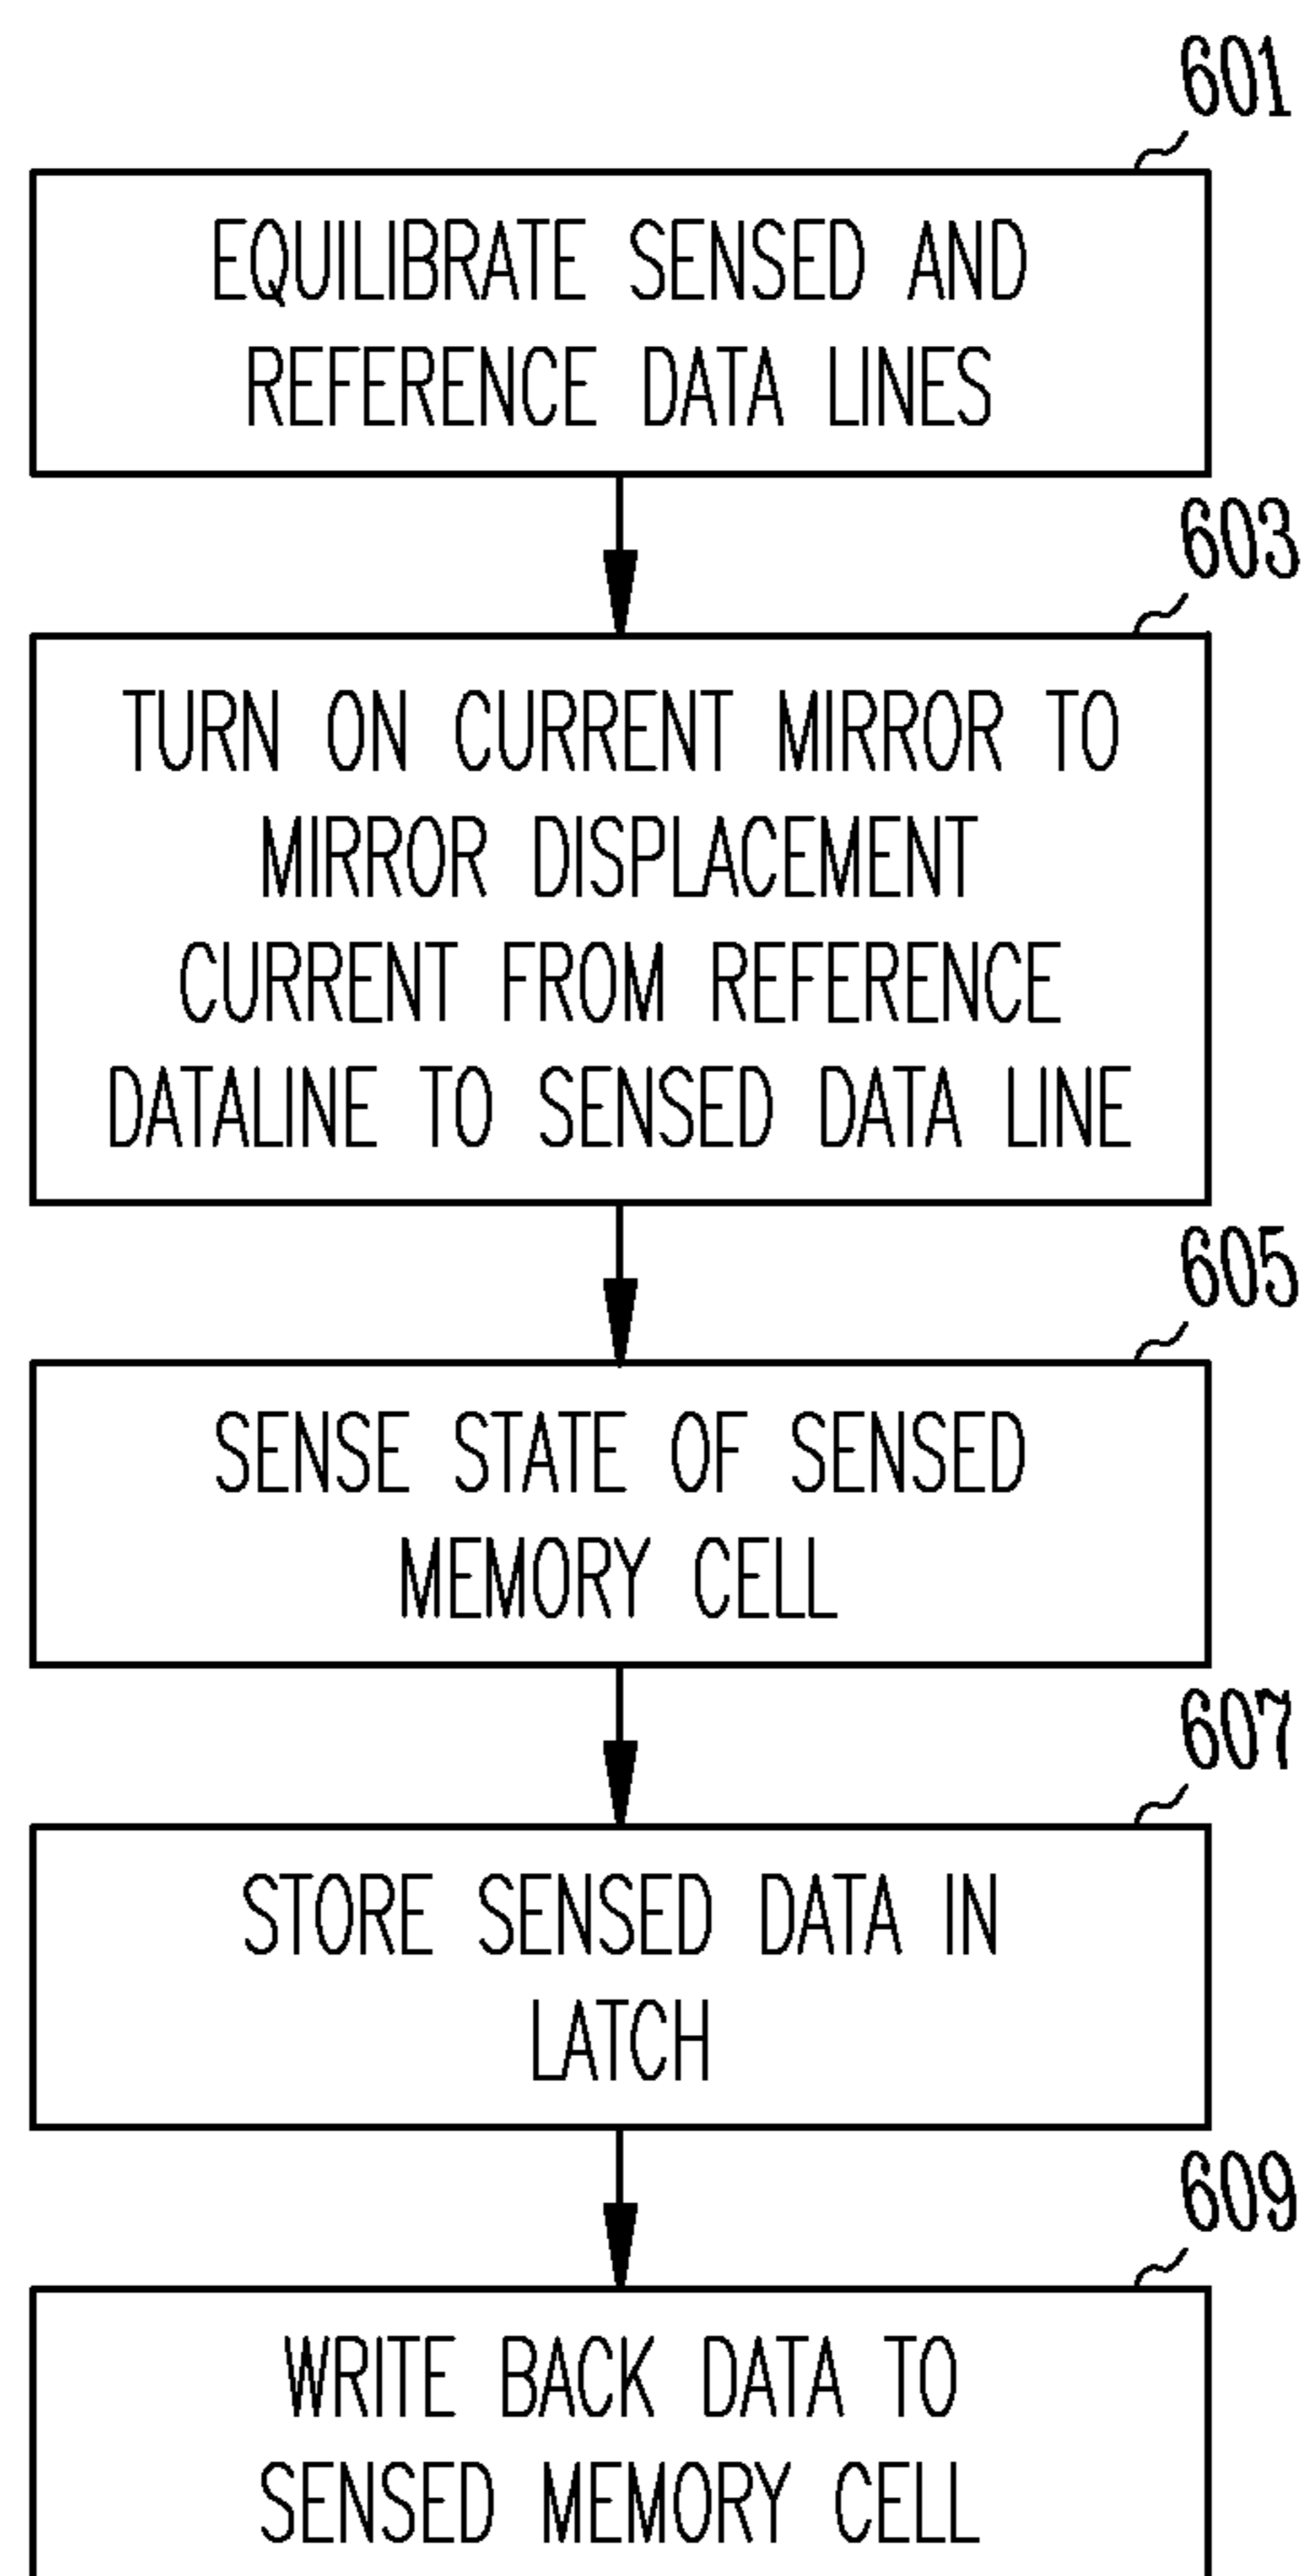 601
EQUILIBRATE SENSED AND
REFERENCE DATA LINES
603
TURN ON CURRENT MIRROR TO
MIRROR DISPLACEMENT
CURRENT FROM REFERENCE
DATALINE TO SENSED DATA LINE
605
SENSE STATE OF SENSED
MEMORY CELL
607
STORE SENSED DATA IN
LATCH
609
WRITE BACK DATA TO
SENSED MEMORY CELL